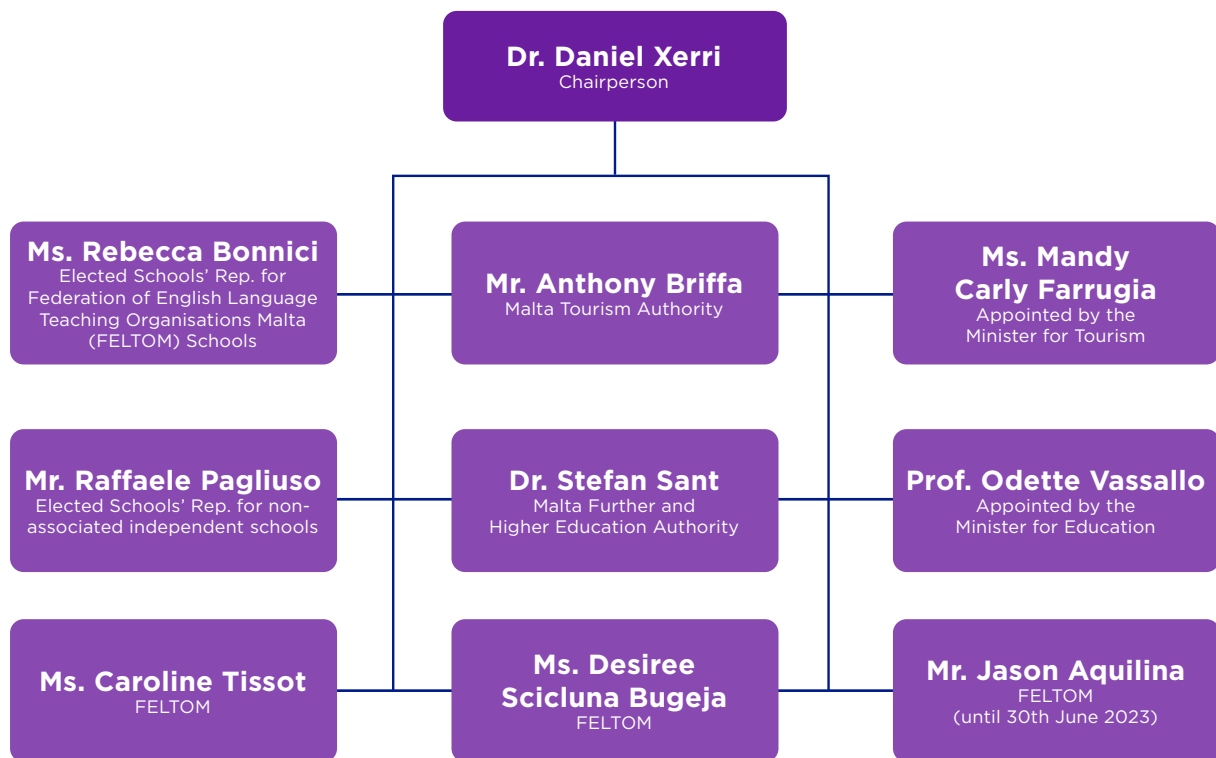 Dr. Daniel Xerri
Chairperson
Ms. Rebecca Bonnici
Elected Schools' Rep. for
Federation of English Language
Teaching Organisations Malta
(FELTOM) Schools
Mr. Anthony Briffa
Malta Tourism Authority
Ms. Mandy
Carly Farrugia
Appointed by the
Minister for Tourism
Mr. Raffaele Pagliuso
Elected Schools' Rep. for non-
associated independent schools
Dr. Stefan Sant
Malta Further and
Higher Education Authority
Prof. Odette Vassallo
Appointed by the
Minister for Education
Ms. Caroline Tissot
FELTOM
Ms. Desiree
Scicluna Bugeja
FELTOM
Mr. Jason Aquilina
FELTOM
(until 30th June 2023)